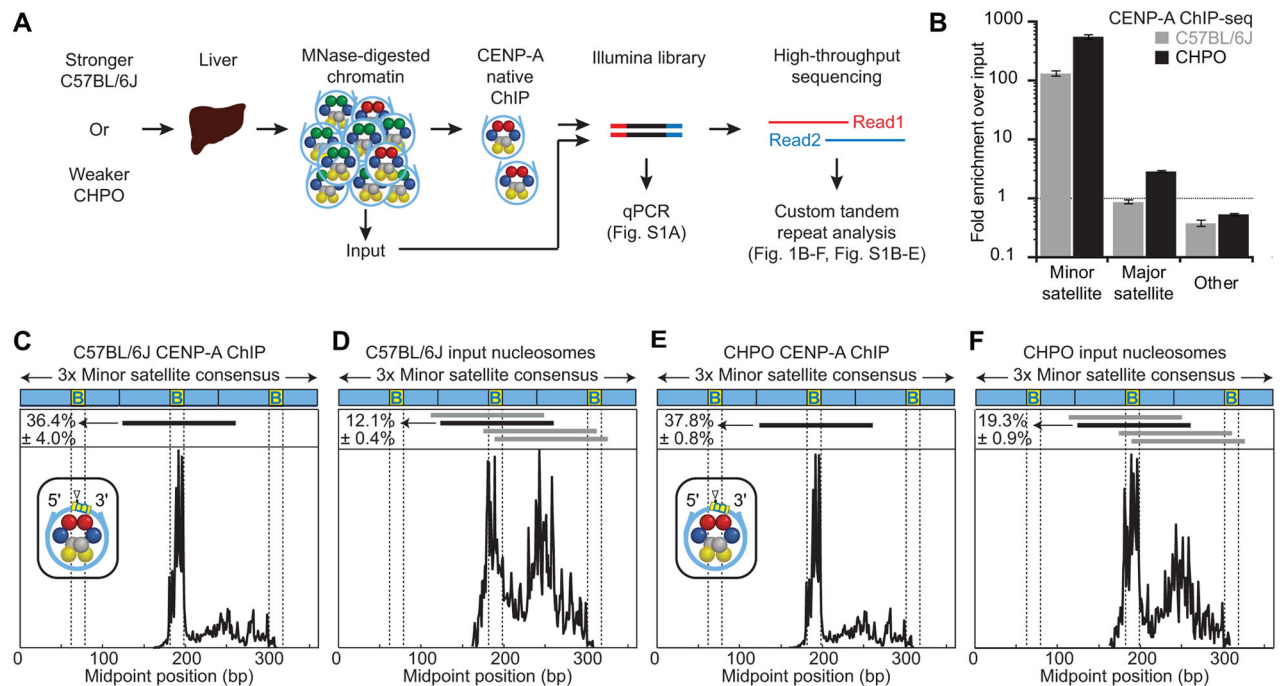 A
Stronger
C57BL/6J
Or
Weaker
CHPO
Liver
MNase-digested
chromatin
Input
CENP-A
native
ChIP
Illumina library
qPCR
(Fig. S1A)
High-throughput
sequencing
Read1
Read2
Custom tandem
repeat analysis
(Fig. 1B-F, Fig. S1B-E)
B
CENP-A ChIP-seq
C57BL/6J
CHPO
Fold enrichment over input
1000
100
10
1
0.1
Minor
satellite
Major
satellite
Other
C
C57BL/6J CENP-A ChIP
3x Minor satellite consensus
B B B
36.4%
± 4.0%
5' 3'
0 100 200 300
Midpoint position (bp)
D
C57BL/6J input nucleosomes
3x Minor satellite consensus
B B B
12.1%
± 0.4%
0 100 200 300
Midpoint position (bp)
E
CHPO CENP-A ChIP
3x Minor satellite consensus
B B B
37.8%
± 0.8%
5' 3'
0 100 200 300
Midpoint position (bp)
F
CHPO input nucleosomes
3x Minor satellite consensus
B B B
19.3%
± 0.9%
0 100 200 300
Midpoint position (bp)